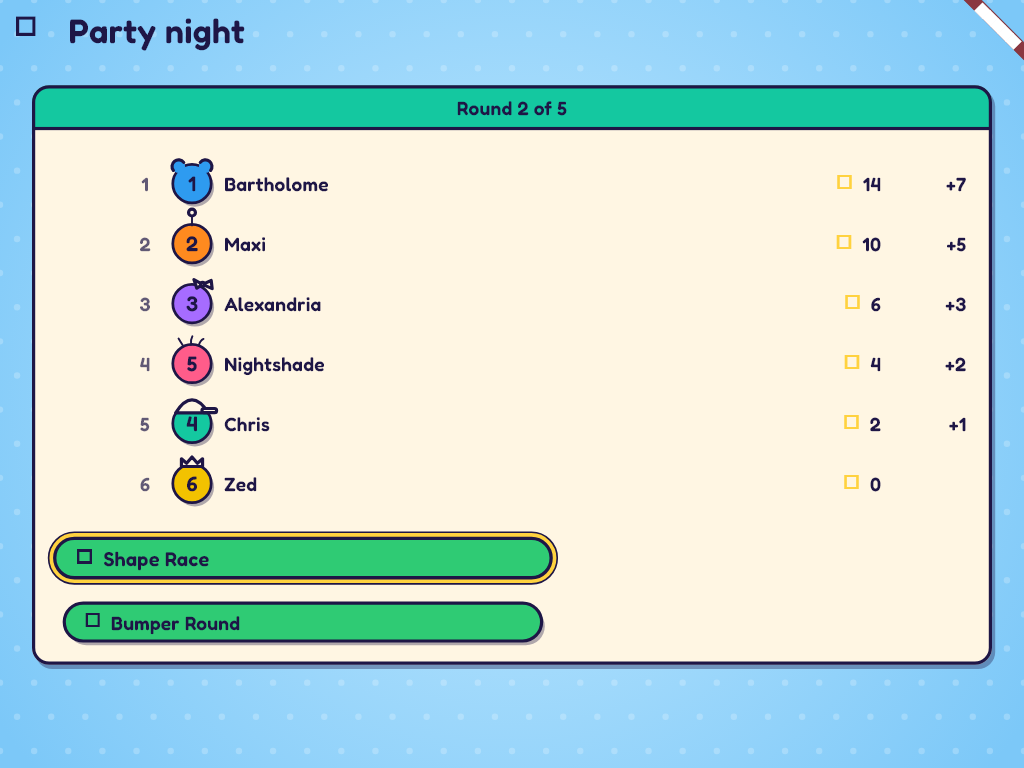 Party night
Round 2 of 5
1 1 Bartholome 14 +7
2 2 Maxi 10 +5
3 3 Alexandria 6 +3
4 5 Nightshade 4 +2
5 4 Chris 2 +1
6 6 Zed 0
Shape Race
Bumper Round